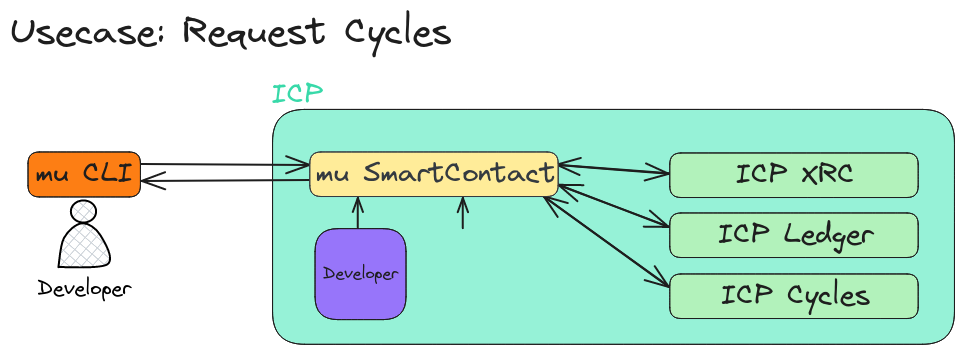 Usecase: Request Cycles
ICP
mu CLI
mu SmartContact
ICP XRC
ICP Ledger
Developer
Developer
ICP Cycles